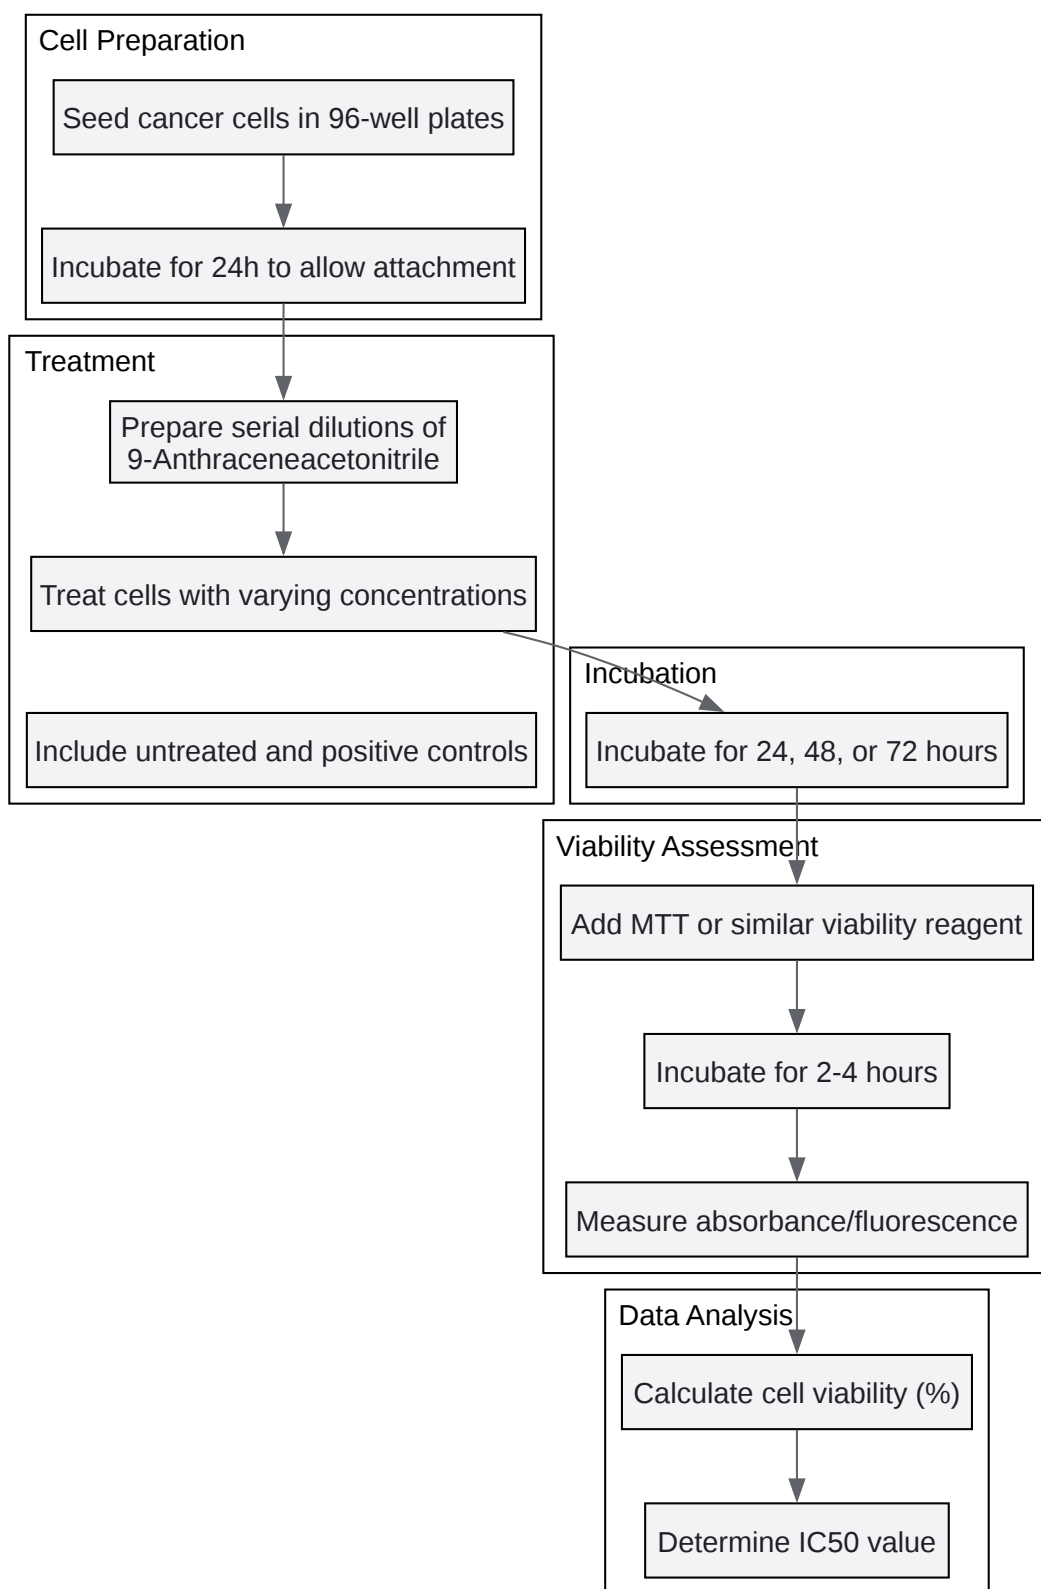 Cell Preparation
Seed cancer cells in 96-well plates
Incubate for 24h to allow attachment
Treatment
Prepare serial dilutions of
9-Anthraceneacetonitrile
Treat cells with varying concentrations
Include untreated and positive controls
Incubation
Incubate for 24, 48, or 72 hours
Viability Assessment
Add MTT or similar viability reagent
Incubate for 2-4 hours
Measure absorbance/fluorescence
Data Analysis
Calculate cell viability (%)
Determine IC50 value